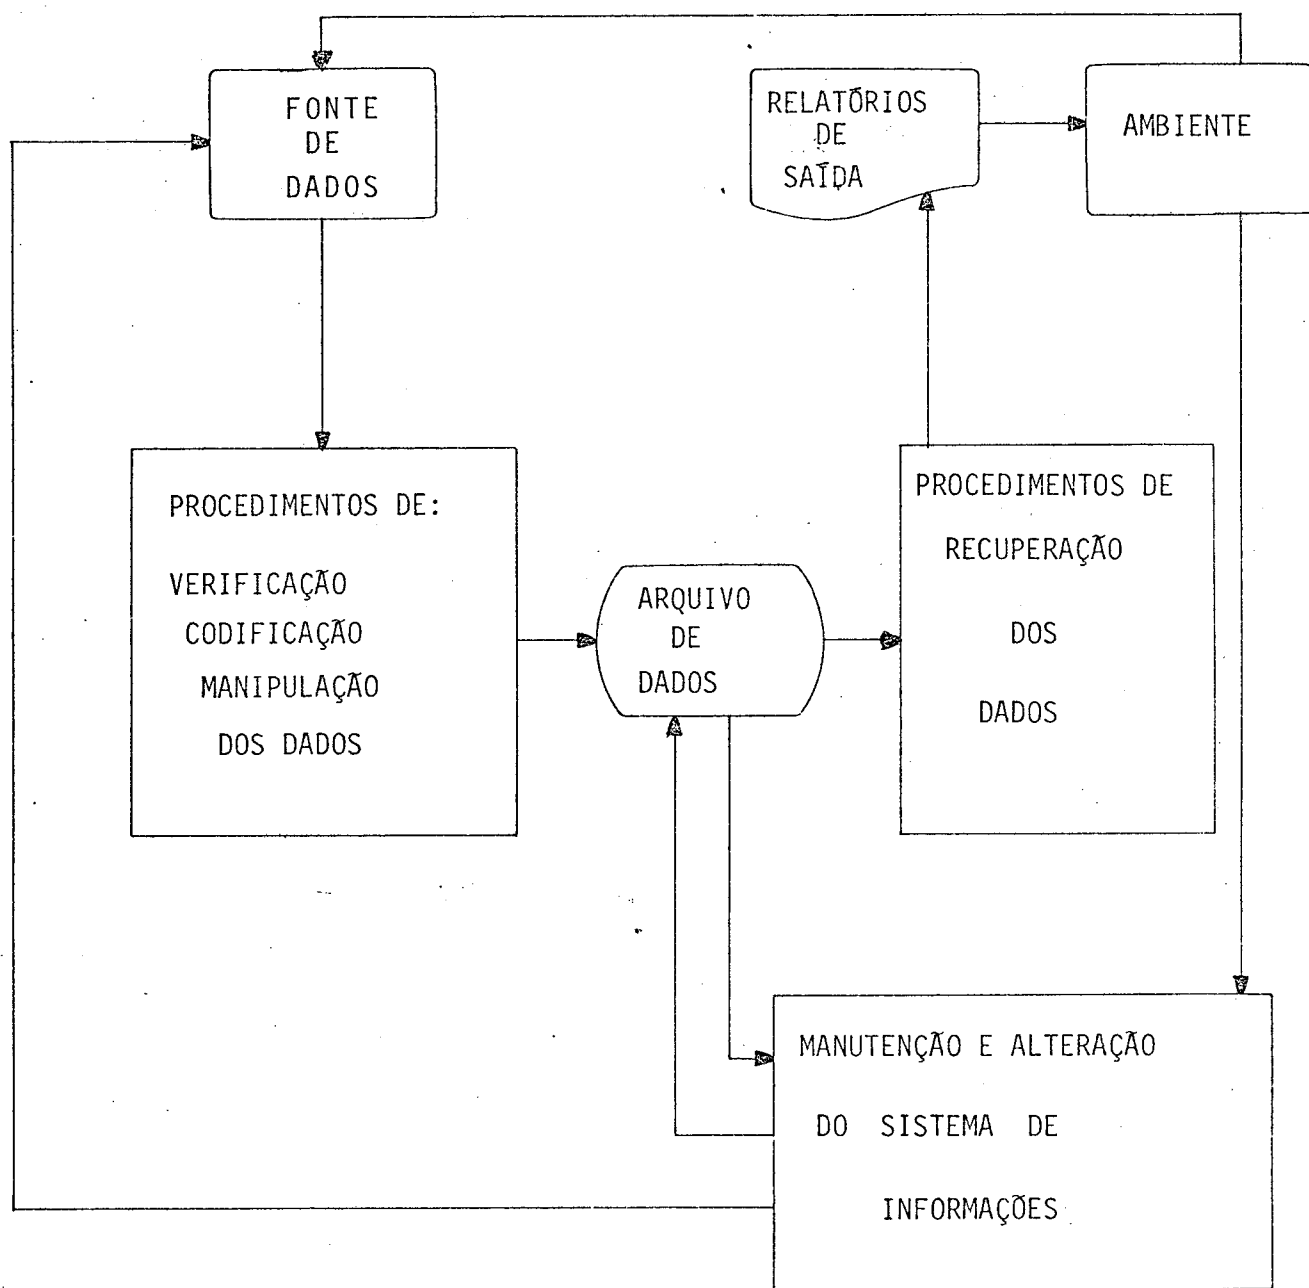 FONTE
DE
DADOS
RELATÓRIOS
DE
SAÍDA
AMBIENTE
PROCEDIMENTOS DE:
VERIFICAÇÃO
CODIFICAÇÃO
MANIPULAÇÃO
DOS DADOS
ARQUIVO
DE
DADOS
PROCEDIMENTOS DE
RECUPERAÇÃO
DOS
DADOS
MANUTENÇÃO E ALTERAÇÃO
DO SISTEMA DE
INFORMAÇÕES